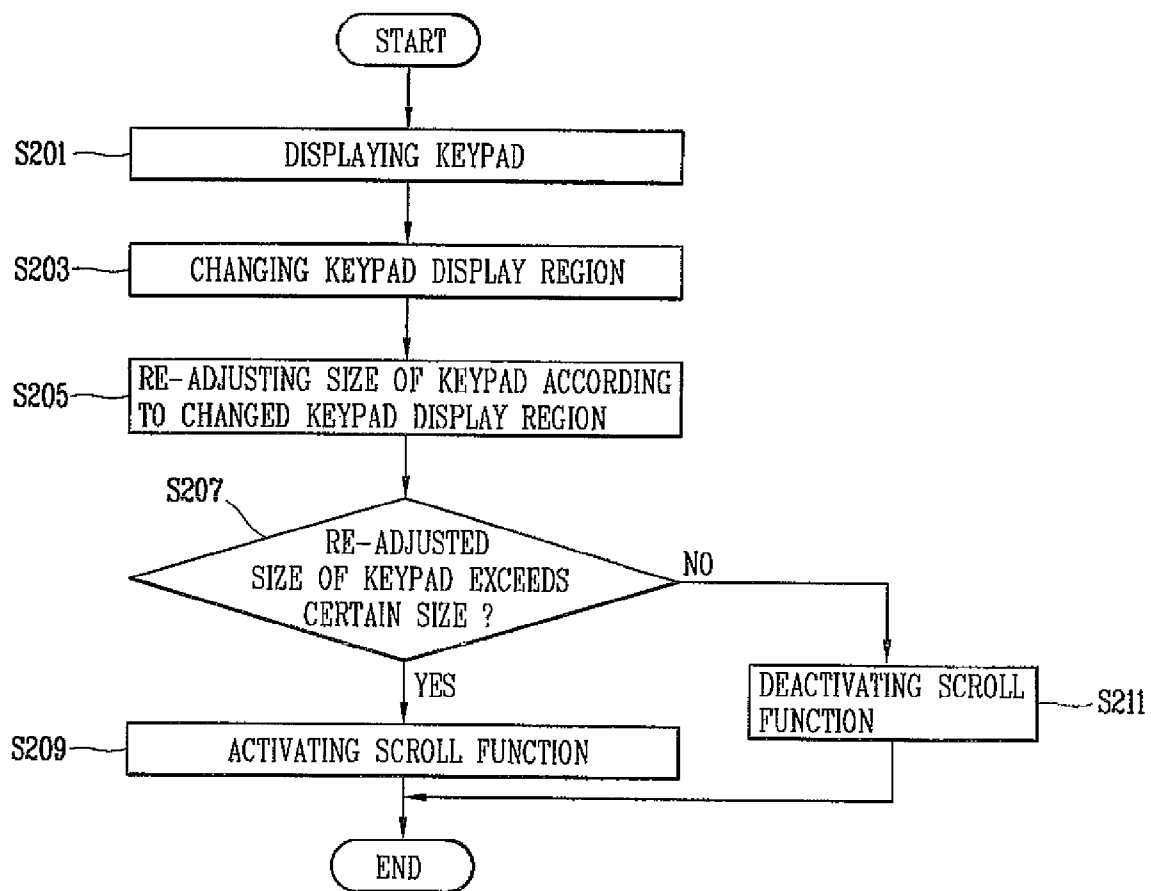 START
S201
DISPLAYING KEYPAD
S203
CHANGING KEYPAD DISPLAY REGION
S205
RE-ADJUSTING SIZE OF KEYPAD ACCORDING
TO CHANGED KEYPAD DISPLAY REGION
S207
RE-ADJUSTED
SIZE OF KEYPAD EXCEEDS
CERTAIN SIZE ?
NO
YES
DEACTIVATING SCROLL
FUNCTION
S211
S209
ACTIVATING SCROLL FUNCTION
END